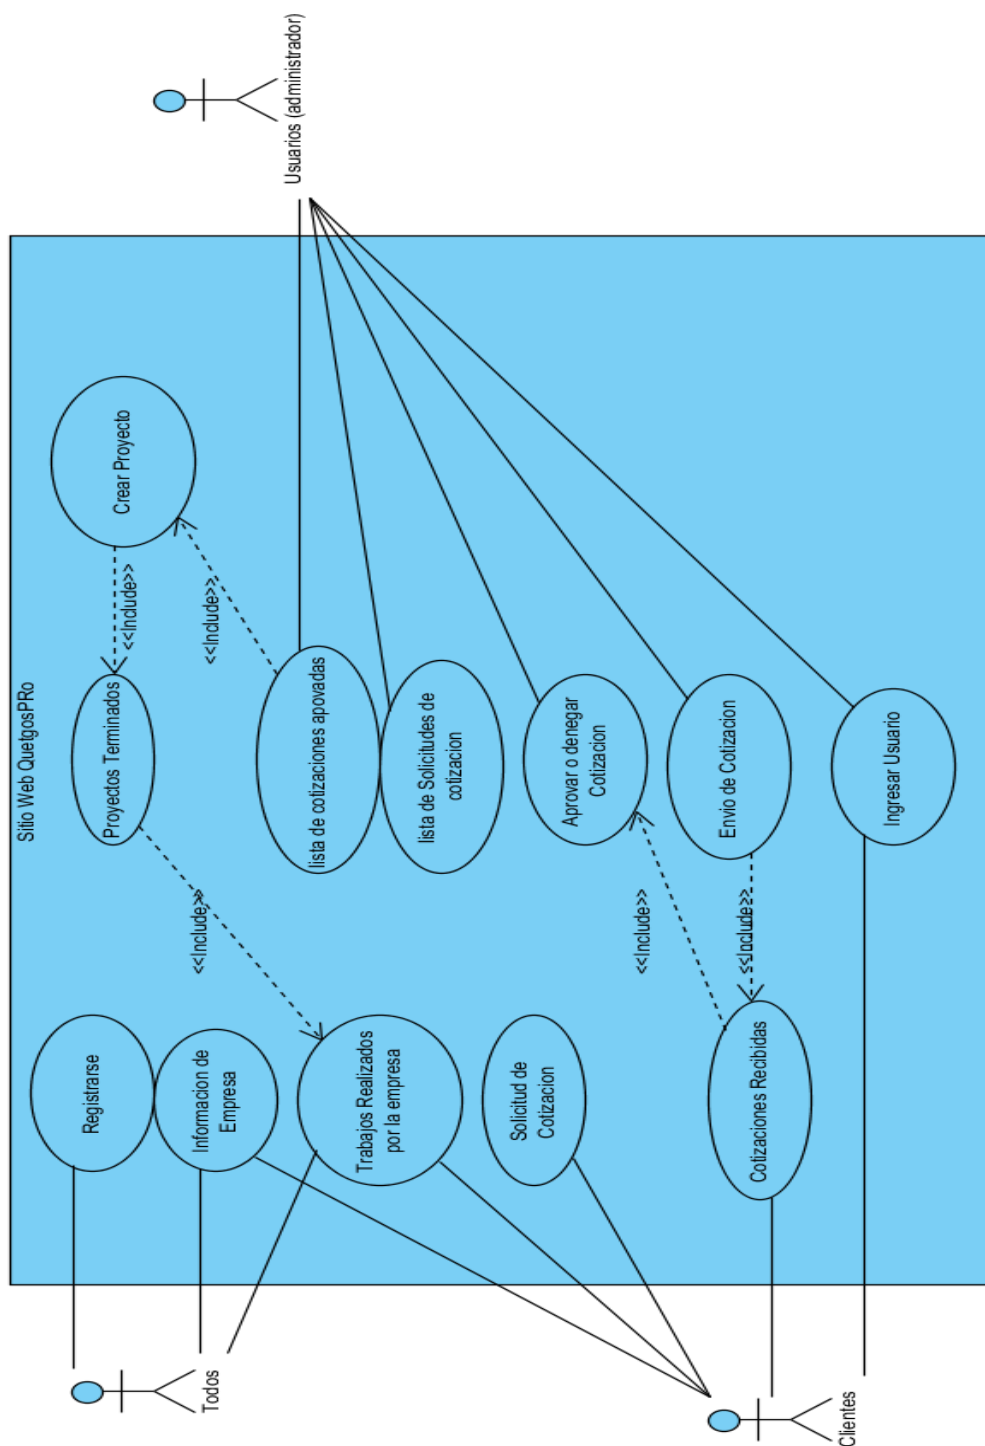 Sitio Web QuetgosPRo
Registrarse
Proyectos Terminados
<<Include>>
Crear Proyecto
Todos
Informacion de
Empresa
<<Include>>
<<Include>>
Usuarios (administrador)
Trabajos Realizados
por la empresa
lista de cotizaciones apovadas
lista de Solicitudes de
cotizacion
Solicitud de
Cotizacion
Aprovar o denegar
Cotizacion
<<Include>>
Envio de Cotizacion
<<Include>>
Cotizaciones Recibidas
Clientes
Ingresar Usuario